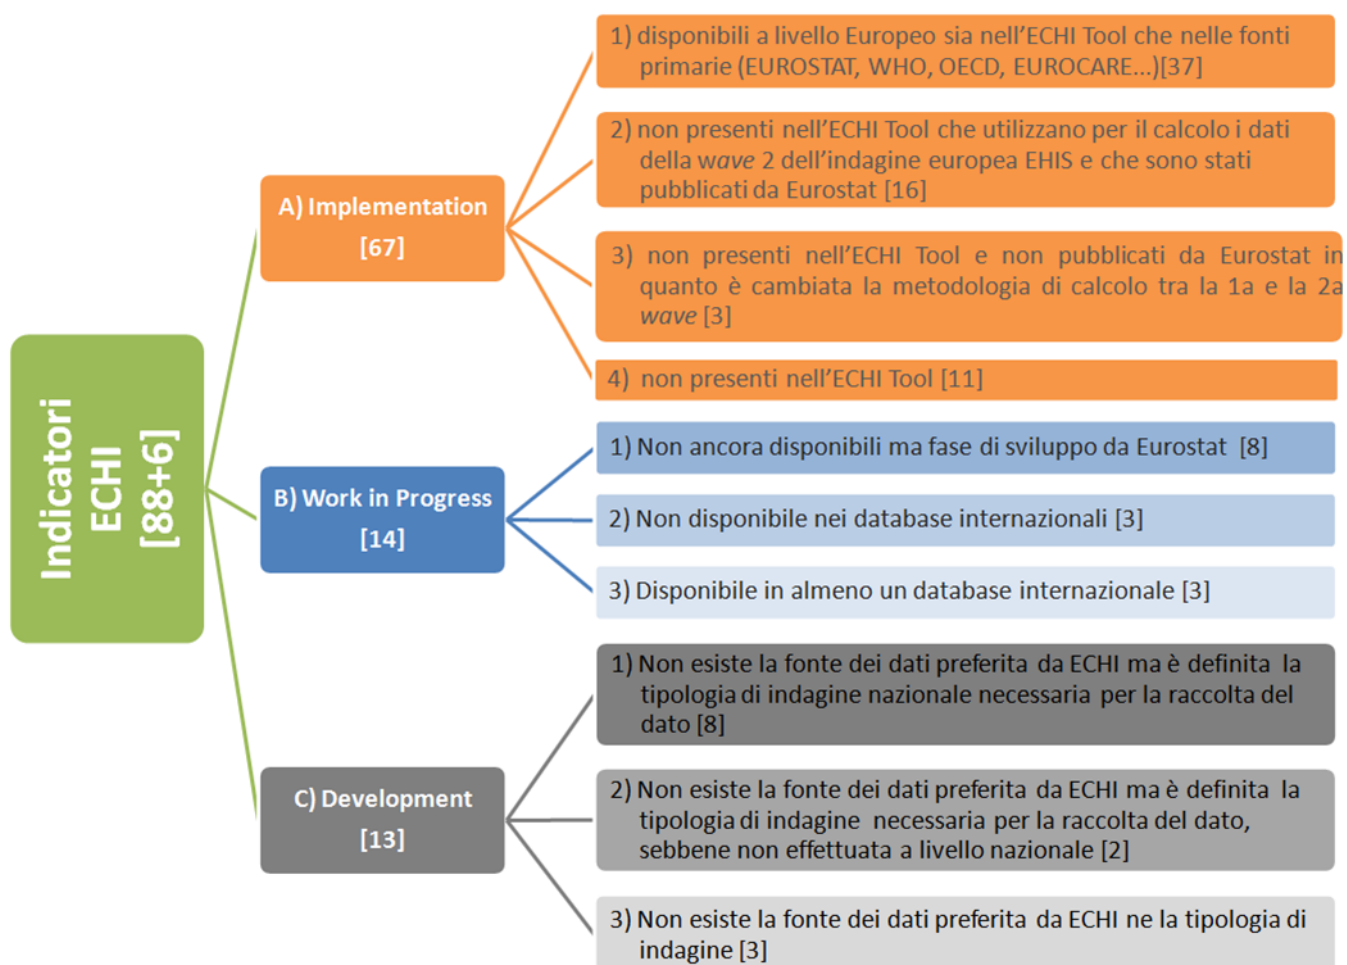 Indicatori
ECHI
[88+6]
A) Implementation
[67]
1) disponibili a livello Europeo sia nell'ECHI Tool che nelle fonti
primarie (EUROSTAT, WHO, OECD, EUROCARE...)[37]
2) non presenti nell'ECHI Tool che utilizzano per il calcolo i dati
della wave 2 dell'indagine europea EHIS e che sono stati
pubblicati da Eurostat [16]
3) non presenti nell'ECHI Tool e non pubblicati da Eurostat in
quanto è cambiata la metodologia di calcolo tra la 1a e la 2a
wave [3]
4) non presenti nell'ECHI Tool [11]
B) Work in Progress
[14]
1) Non ancora disponibili ma fase di sviluppo da Eurostat [8]
2) Non disponibile nei database internazionali [3]
3) Disponibile in almeno un database internazionale [3]
C) Development
[13]
1) Non esiste la fonte dei dati preferita da ECHI ma è definita la
tipologia di indagine nazionale necessaria per la raccolta del
dato [8]
2) Non esiste la fonte dei dati preferita da ECHI ma è definita la
tipologia di indagine necessaria per la raccolta del dato,
sebbene non effettuata a livello nazionale [2]
3) Non esiste la fonte dei dati preferita da ECHI ne la tipologia di
indagine [3]